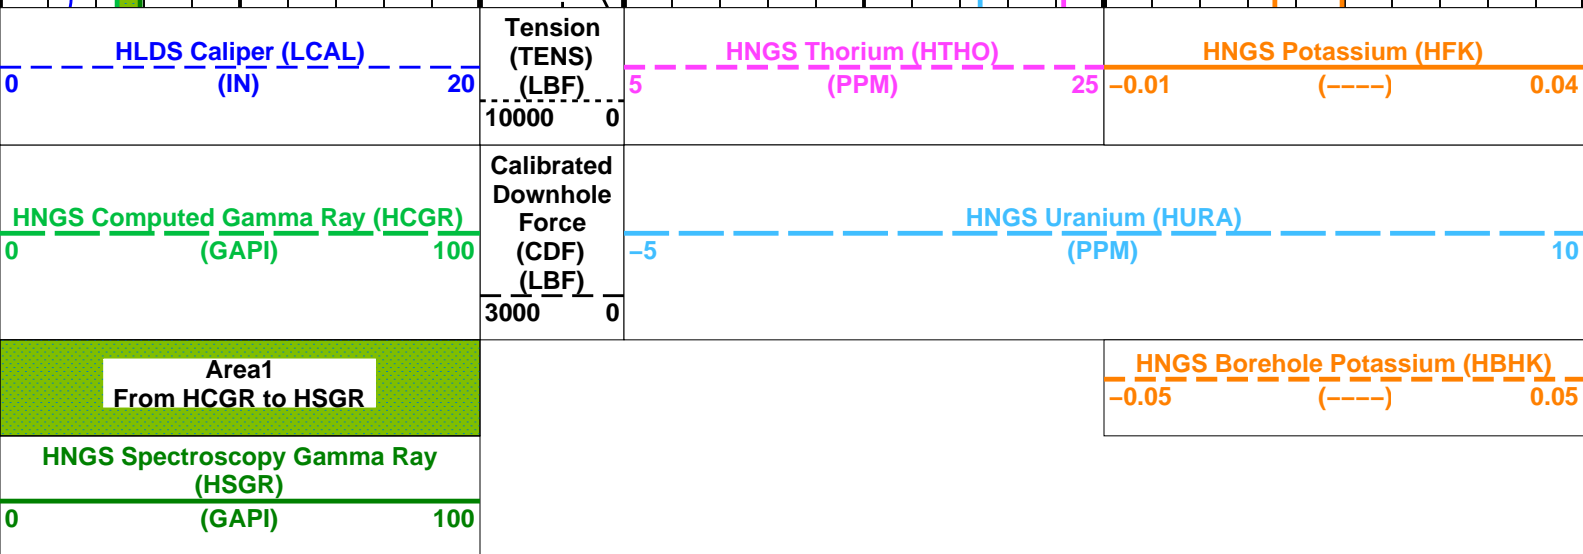 HLDS Caliper (LCAL)
0 (IN) 20
Tension
(TENS)
(LBF)
10000 0
HNGS Thorium (HTHO)
5 (PPM) 25
HNGS Potassium (HFK)
−0.01 (−−−−) 0.04
HNGS Computed Gamma Ray (HCGR)
0 (GAPI) 100
Calibrated
Downhole
Force
(CDF)
(LBF)
3000 0
HNGS Uranium (HURA)
−5 (PPM) 10
Area1
From HCGR to HSGR
HNGS Borehole Potassium (HBHK)
−0.05 (−−−−) 0.05
HNGS Spectroscopy Gamma Ray
(HSGR)
0 (GAPI) 100